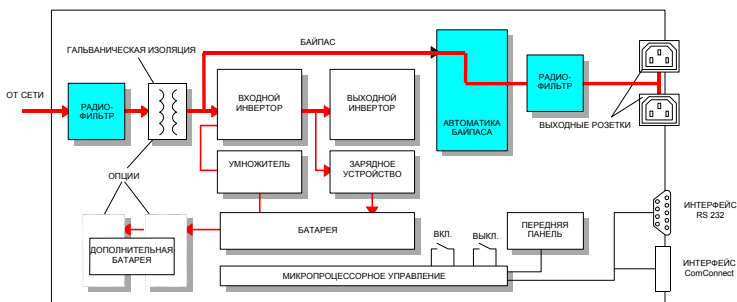 ГАЛЬВАНИЧЕСКАЯ ИЗОЛЯЦИЯ
БАЙПАС
ОТ СЕТИ
РАДИО-
ФИЛЬТР
ВХОДНОЙ
ИНВЕРТОР
ВЫХОДНОЙ
ИНВЕРТОР
АВТОМАТИКА
БАЙПАСА
РАДИО-
ФИЛЬТР
ВЫХОДНЫЕ РОЗЕТКИ
ОПЦИИ
УМНОЖИТЕЛЬ
ЗАРЯДНОЕ
УСТРОЙСТВО
ДОПОЛНИТЕЛЬНАЯ
БАТАРЕЯ
БАТАРЕЯ
ВКЛ.
ВЫКЛ.
ПЕРЕДНЯЯ
ПАНЕЛЬ
ИНТЕРФЕЙС
RS 232
МИКРОПРОЦЕССОРНОЕ УПРАВЛЕНИЕ
ИНТЕРФЕЙС
ComConnect